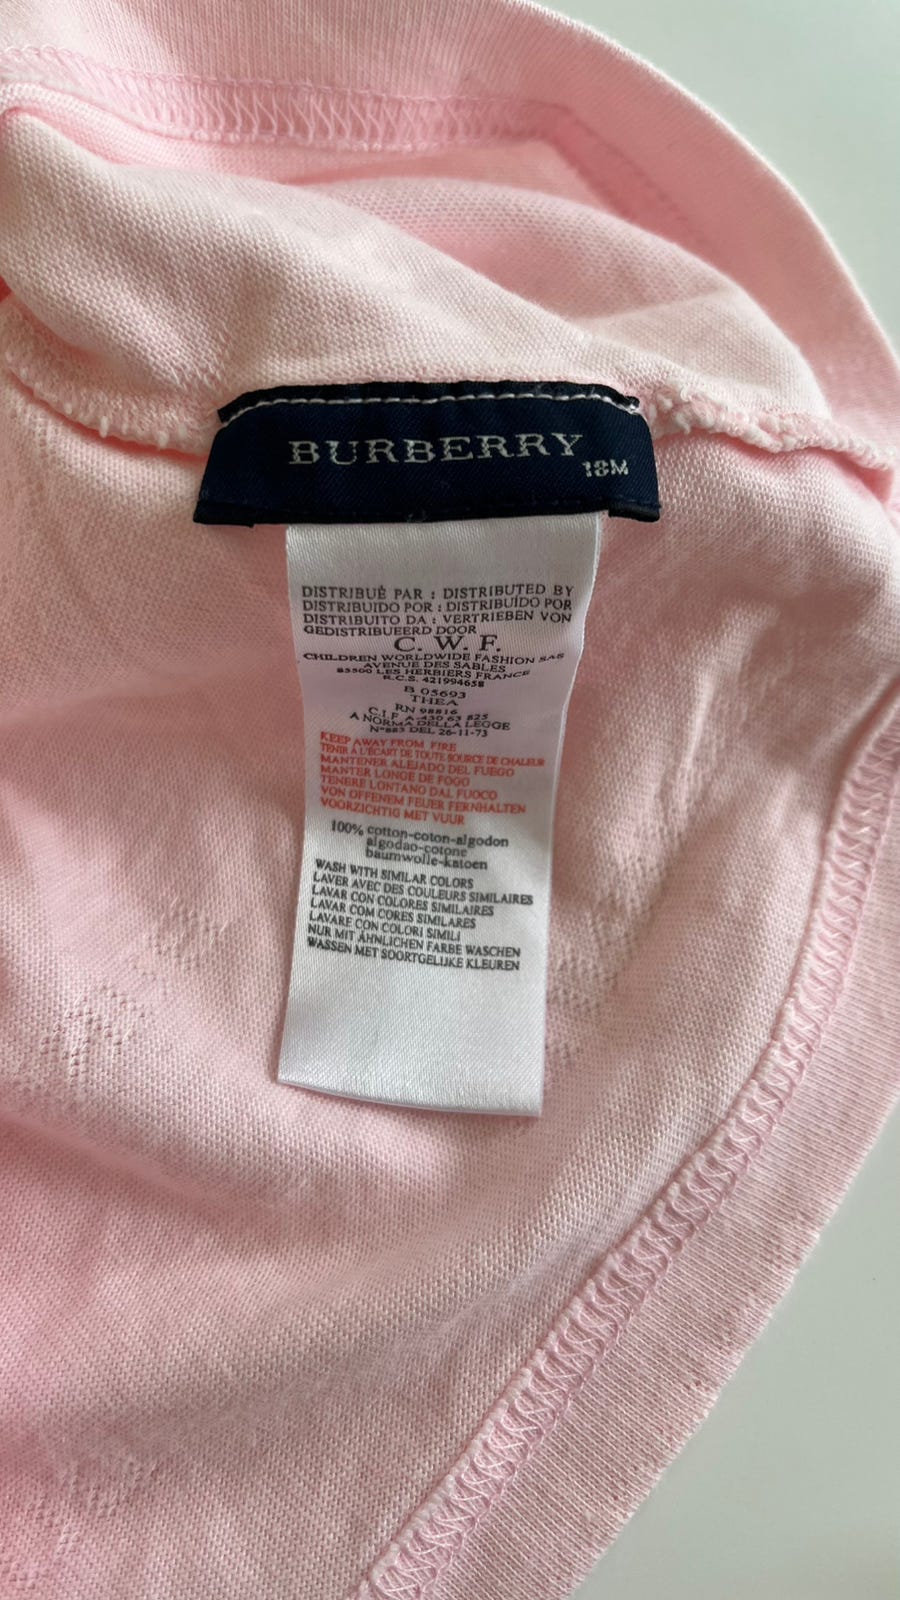 BURBERRY
18M
DISTRIBUÉ PAR : DISTRIBUTED BY
DISTRIBUIDO POR : DISTRIBUÍDO POR
DISTRIBUITO DA : VERTRIEBEN VON
GEDISTRIBUEERD DOOR
C. W. F.
CHILDREN WORLDWIDE FASHION SAS
AVENUE DES SABLES
85500 LES HERBIERS FRANCE
R.C.S. 421994658
B 05693
THEA
RN 98816
C.I.F. A-430 63 825
A NORMA DELLA LEGGE
N°883 DEL 26-11-73
KEEP AWAY FROM FIRE
TENIR A L'ÉCART DE TOUTE SOURCE DE CHALEUR
MANTENER ALEJADO DEL FUEGO
MANTER LONGE DE FOGO
TENERE LONTANO DAL FUOCO
VON OFFENEM FEUER FERNHALTEN
VOORZICHTIG MET VUUR
100% cotton-coton-algodon
algodao-cotone
baumwolle-katoen
WASH WITH SIMILAR COLORS
LAVER AVEC DES COULEURS SIMILAIRES
LAVAR CON COLORES SIMILAIRES
LAVAR COM CORES SIMILARES
LAVARE CON COLORI SIMILI
NUR MIT ÄHNLICHEN FARBE WASCHEN
WASSEN MET SOORTGELIJKE KLEUREN